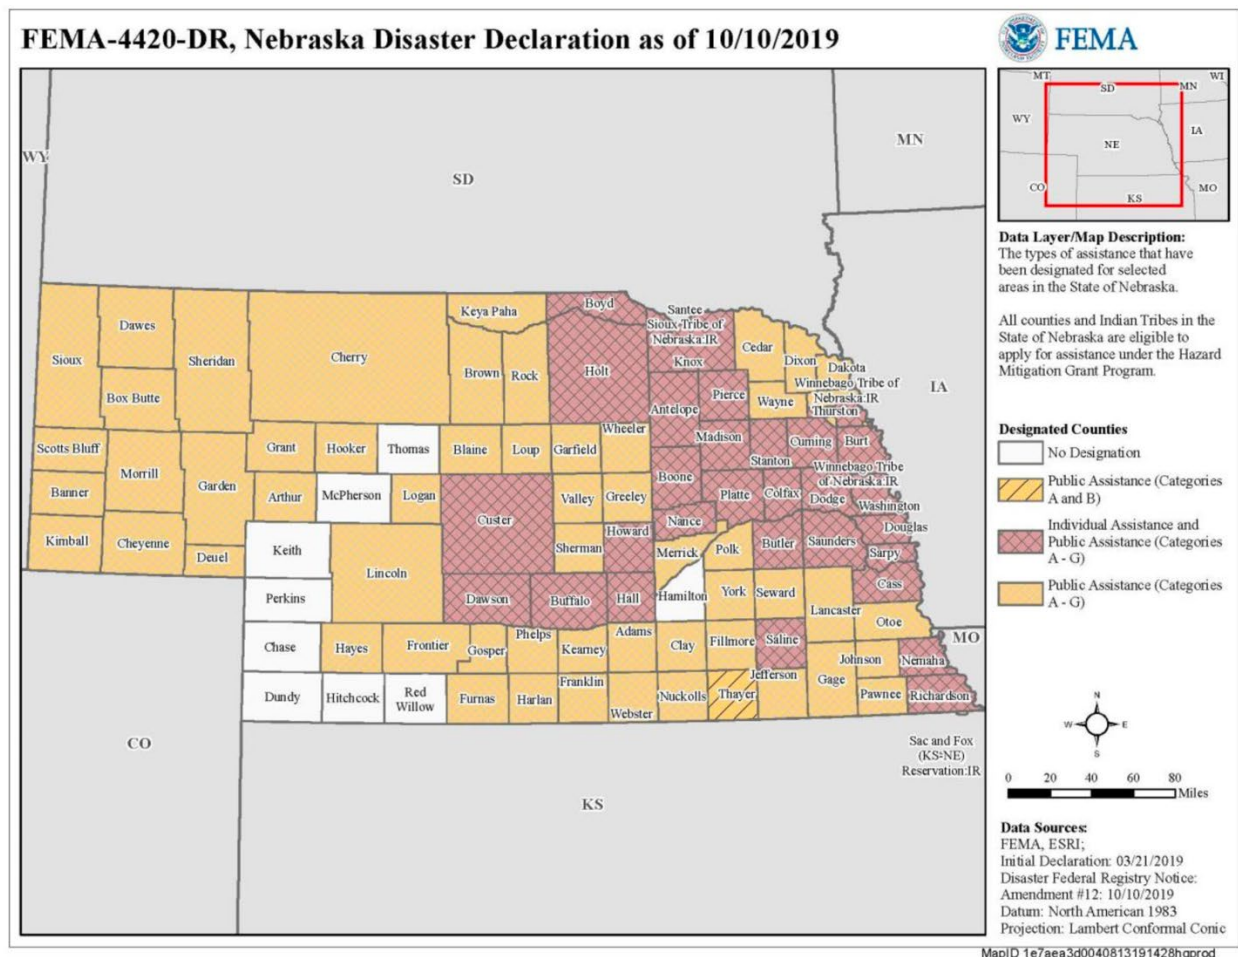 FEMA-4420-DR, Nebraska Disaster Declaration as of 10/10/2019
FEMA
MT
SD
MN
WI
WY
NE
IA
CO
KS
MO
WY
SD
MN
IA
MO
CO
KS
Sioux
Dawes
Box Butte
Sheridan
Cherry
Keya Paha
Brown
Rock
Boyd
Holt
Santee
Sioux Tribe of
Nebraska:IR
Knox
Cedar
Dixon
Dakota
Winnebago Tribe of
Nebraska:IR
Thurston
Wayne
Pierce
Antelope
Scotts Bluff
Banner
Kimball
Morrill
Cheyenne
Garden
Deuel
Grant
Hooker
Thomas
Blaine
Loup
Garfield
Wheeler
Madison
Stanton
Cuming
Burt
Winnebago Tribe
of Nebraska:IR
Boone
Platte
Colfax
Dodge
Washington
Douglas
Arthur
McPherson
Logan
Custer
Valley
Greeley
Nance
Howard
Sherman
Merrick
Polk
Butler
Saunders
Sarpy
Cass
Keith
Lincoln
Perkins
Dawson
Buffalo
Hall
Hamilton
York
Seward
Lancaster
Otoe
Chase
Hayes
Frontier
Gosper
Phelps
Kearney
Adams
Clay
Fillmore
Saline
Johnson
Nemaha
Dundy
Hitchcock
Red
Willow
Furnas
Harlan
Franklin
Webster
Nuckolls
Thayer
Jefferson
Gage
Pawnee
Richardson
Sac and Fox
(KS-NE)
Reservation:IR
Data Layer/Map Description:
The types of assistance that have
been designated for selected
areas in the State of Nebraska.
All counties and Indian Tribes in the
State of Nebraska are eligible to
apply for assistance under the Hazard
Mitigation Grant Program.
Designated Counties
No Designation
Public Assistance (Categories
A and B)
Individual Assistance and
Public Assistance (Categories
A - G)
Public Assistance (Categories
A - G)
N
W
E
S
0 20 40 60 80
Miles
Data Sources:
FEMA, ESRI;
Initial Declaration: 03/21/2019
Disaster Federal Registry Notice:
Amendment #12: 10/10/2019
Datum: North American 1983
Projection: Lambert Conformal Conic
MapID 1e7aea3d0040813191428hqprod